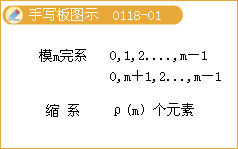 手写板图示 0118-01
模m完系 0,1,2....,m－1
0,m＋1,2...,m－1
缩 系 ρ(m) 个元素